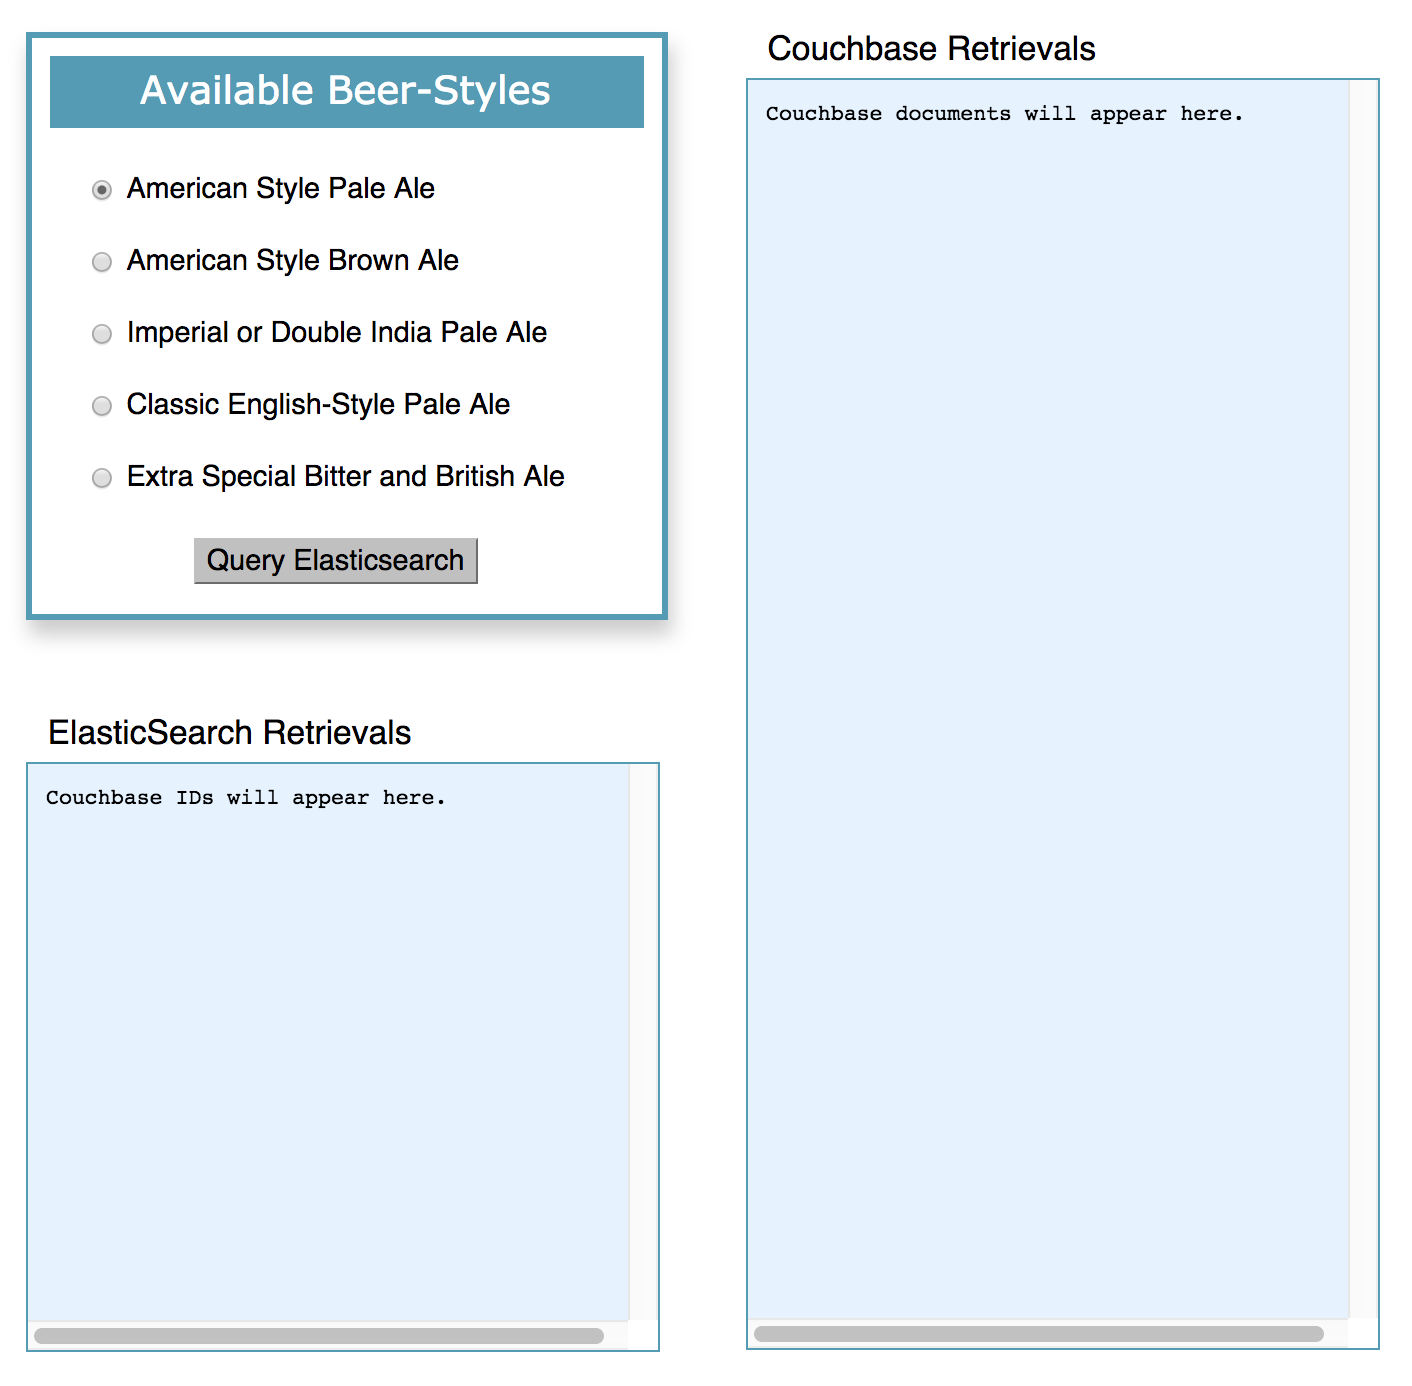 Available Beer-Styles
American Style Pale Ale
American Style Brown Ale
Imperial or Double India Pale Ale
Classic English-Style Pale Ale
Extra Special Bitter and British Ale
Query Elasticsearch
ElasticSearch Retrievals
Couchbase IDs will appear here.
Couchbase Retrievals
Couchbase documents will appear here.